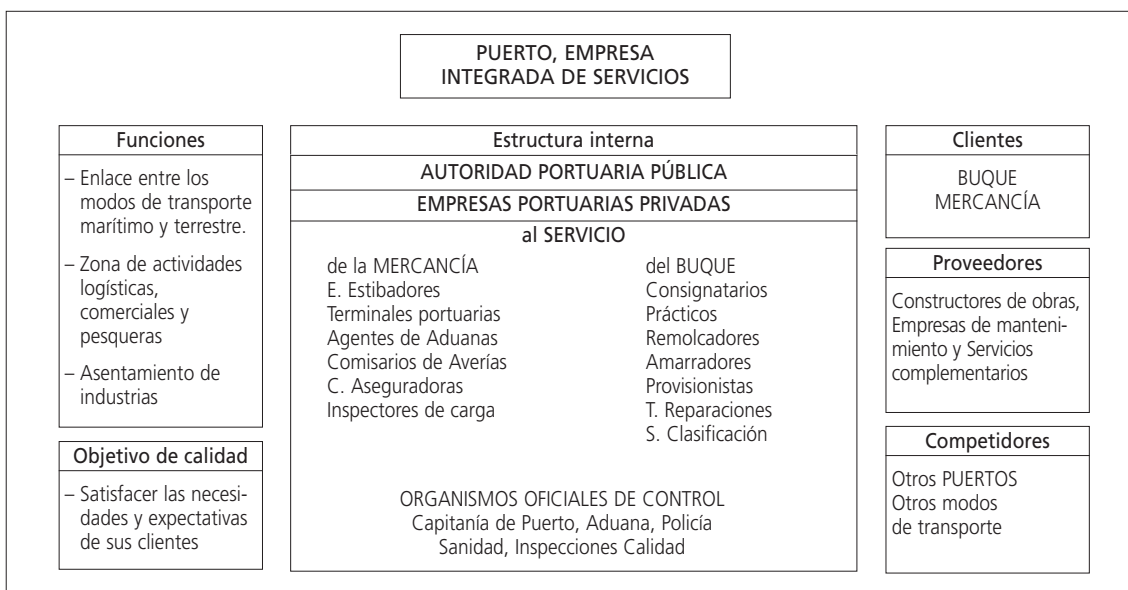 PUERTO, EMPRESA
INTEGRADA DE SERVICIOS
Funciones
– Enlace entre los
modos de transporte
marítimo y terrestre.
– Zona de actividades
logísticas,
comerciales y
pesqueras
– Asentamiento de
industrias
Objetivo de calidad
– Satisfacer las necesi-
dades y expectativas
de sus clientes
Estructura interna
AUTORIDAD PORTUARIA PÚBLICA
EMPRESAS PORTUARIAS PRIVADAS
al SERVICIO
de la MERCANCÍA
E. Estibadores
Terminales portuarias
Agentes de Aduanas
Comisarios de Averías
C. Aseguradoras
Inspectores de carga
del BUQUE
Consignatarios
Prácticos
Remolcadores
Amarradores
Provisionistas
T. Reparaciones
S. Clasificación
ORGANISMOS OFICIALES DE CONTROL
Capitanía de Puerto, Aduana, Policía
Sanidad, Inspecciones Calidad
Clientes
BUQUE
MERCANCÍA
Proveedores
Constructores de obras,
Empresas de manteni-
miento y Servicios
complementarios
Competidores
Otros PUERTOS
Otros modos
de transporte